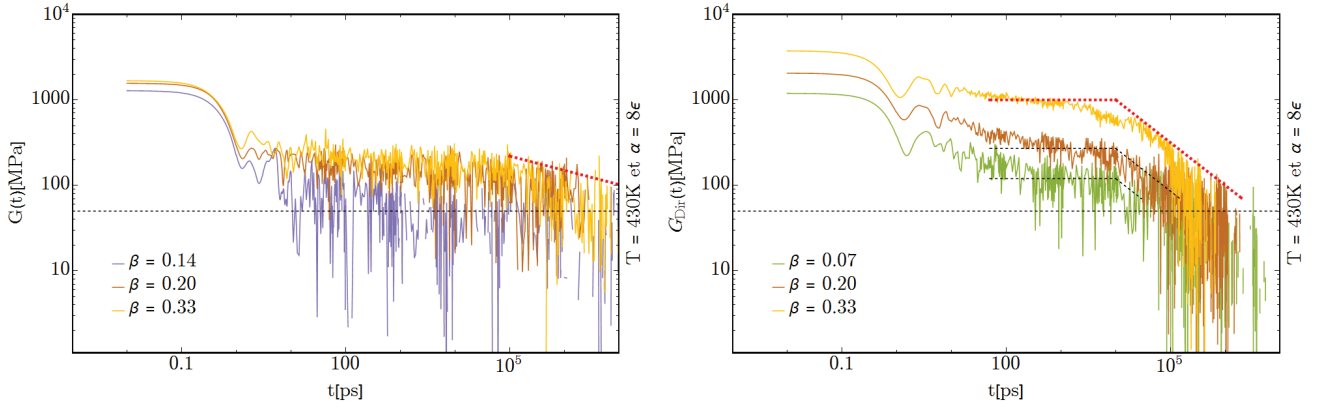 10⁴
1000
100
10
G(t)[MPa]
β = 0.14
β = 0.20
β = 0.33
0.1
100
10⁵
t[ps]
T = 430K et α = 8ϵ
10⁴
1000
100
10
G_Dir(t)[MPa]
β = 0.07
β = 0.20
β = 0.33
0.1
100
10⁵
t[ps]
T = 430K et α = 8ϵ